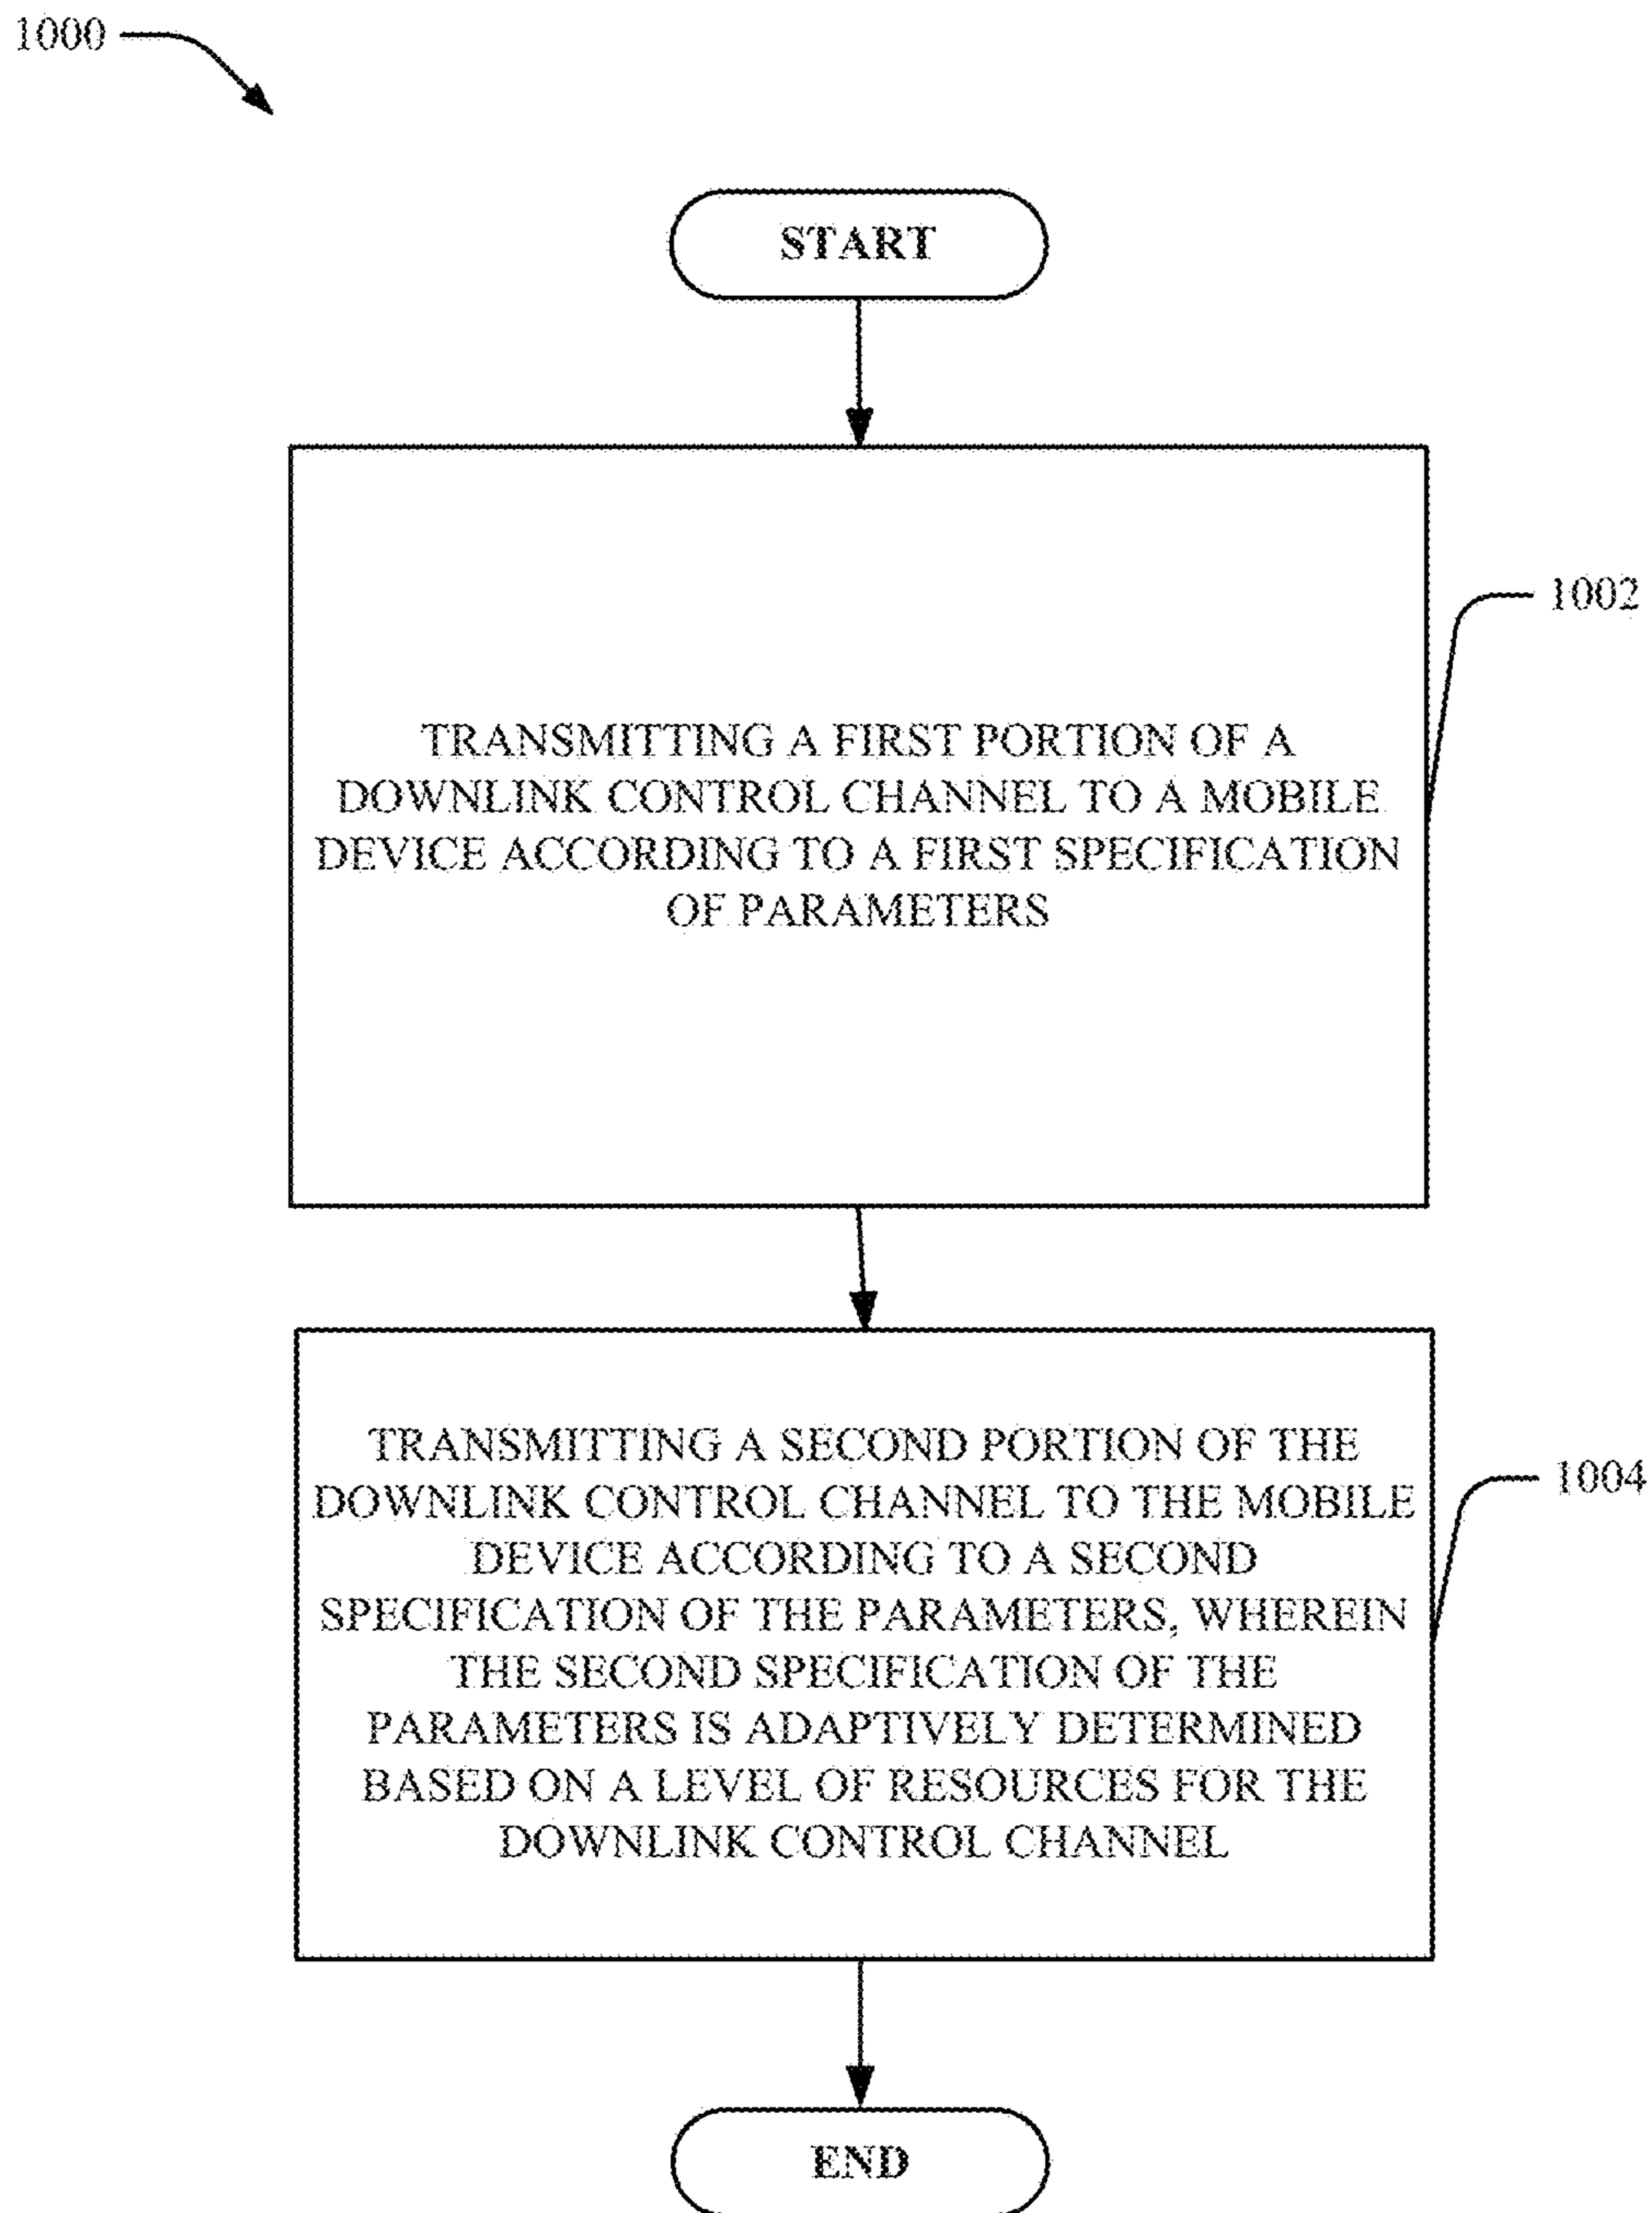 1000
START
TRANSMITTING A FIRST PORTION OF A
DOWNLINK CONTROL CHANNEL TO A MOBILE
DEVICE ACCORDING TO A FIRST SPECIFICATION
OF PARAMETERS
1002
TRANSMITTING A SECOND PORTION OF THE
DOWNLINK CONTROL CHANNEL TO THE MOBILE
DEVICE ACCORDING TO A SECOND
SPECIFICATION OF THE PARAMETERS, WHEREIN
THE SECOND SPECIFICATION OF THE
PARAMETERS IS ADAPTIVELY DETERMINED
BASED ON A LEVEL OF RESOURCES FOR THE
DOWNLINK CONTROL CHANNEL
1004
END